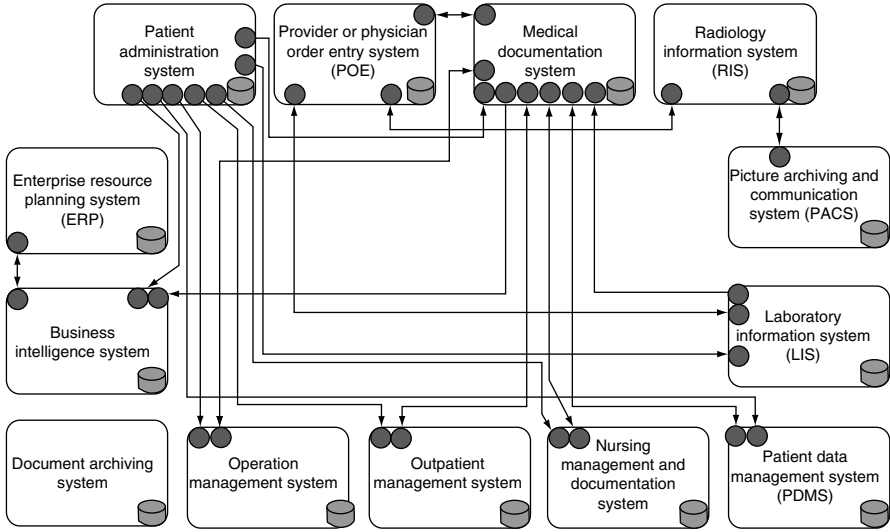 Patient
administration
system
Provider or physician
order entry system
(POE)
Medical
documentation
system
Radiology
information system
(RIS)
Enterprise resource
planning system
(ERP)
Picture archiving and
communication
system (PACS)
Business
intelligence system
Laboratory
information system
(LIS)
Document archiving
system
Operation
management system
Outpatient
management system
Nursing
management and
documentation
system
Patient data
management system
(PDMS)